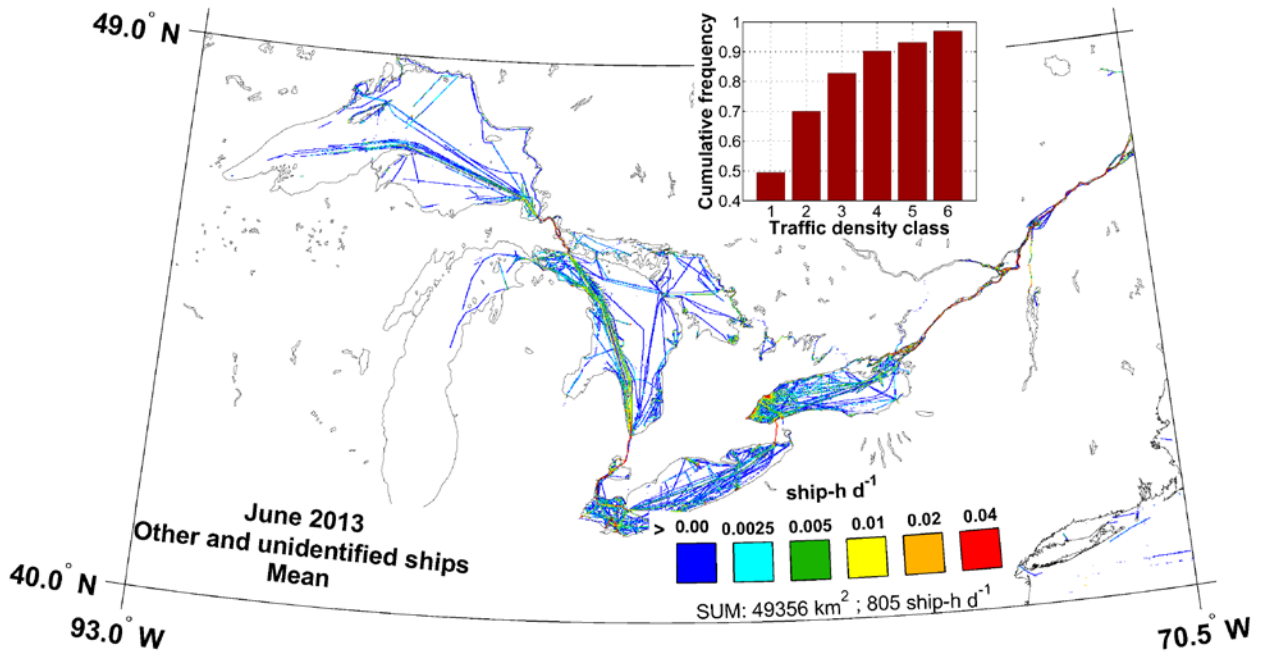 49.0° N
1
0.9
0.8
0.7
0.6
0.5
0.4
Cumulative frequency
1 2 3 4 5 6
Traffic density class
June 2013
Other and unidentified ships
Mean
ship-h d⁻¹
> 0.00 0.0025 0.005 0.01 0.02 0.04
SUM: 49356 km² ; 805 ship-h d⁻¹
40.0° N
93.0° W
70.5° W